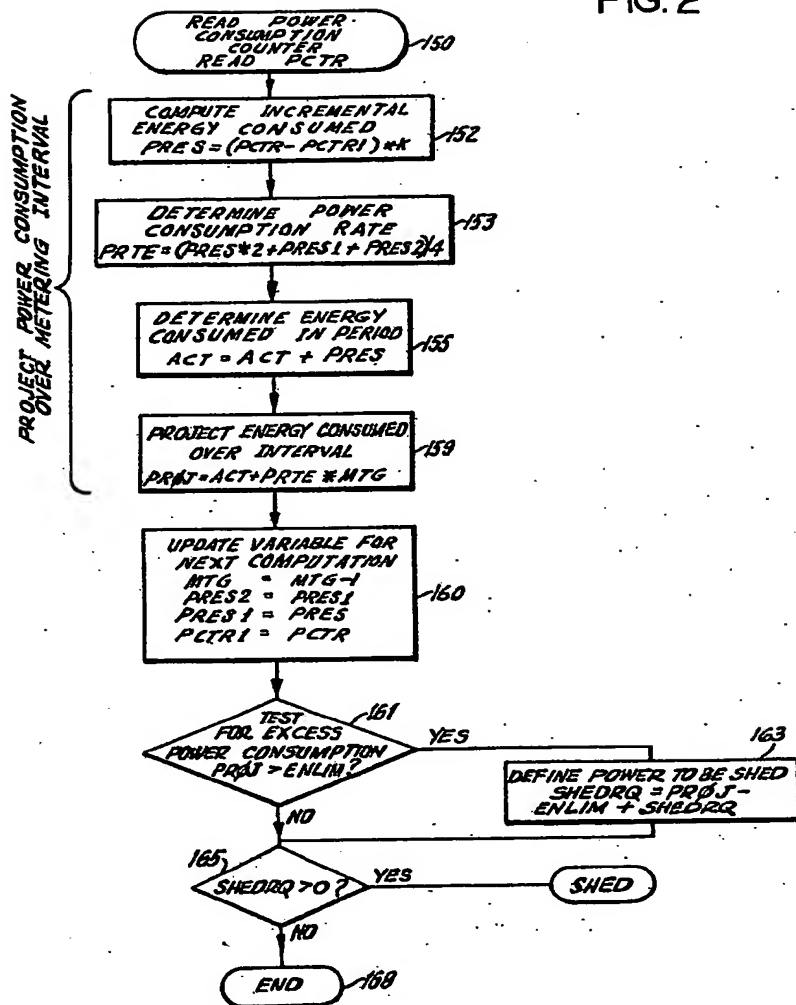 FIG. 2
READ POWER-
CONSUMPTION
COUNTER
READ PCTR
150
PROJECT POWER CONSUMPTION
OVER METERING INTERVAL
COMPUTE INCREMENTAL
ENERGY CONSUMED
PRES = (PCTR - PCTR1) * K
152
DETERMINE POWER
CONSUMPTION RATE
PRTE = (PRES*2 + PRES1 + PRES2)/4
153
DETERMINE ENERGY
CONSUMED IN PERIOD
ACT = ACT + PRES
155
PROJECT ENERGY CONSUMED
OVER INTERVAL
PRØJ = ACT + PRTE * MTG
159
UPDATE VARIABLE FOR
NEXT COMPUTATION
MTG = MTG-1
PRES2 = PRES1
PRES1 = PRES
PCTR1 = PCTR
160
TEST
FOR EXCESS
POWER CONSUMPTION
PRØJ > ENLIM?
161
YES
163
DEFINE POWER TO BE SHED
SHEDRQ = PRØJ -
ENLIM + SHEDRQ
NO
165
SHEDRQ > 0?
YES
SHED
NO
END
168